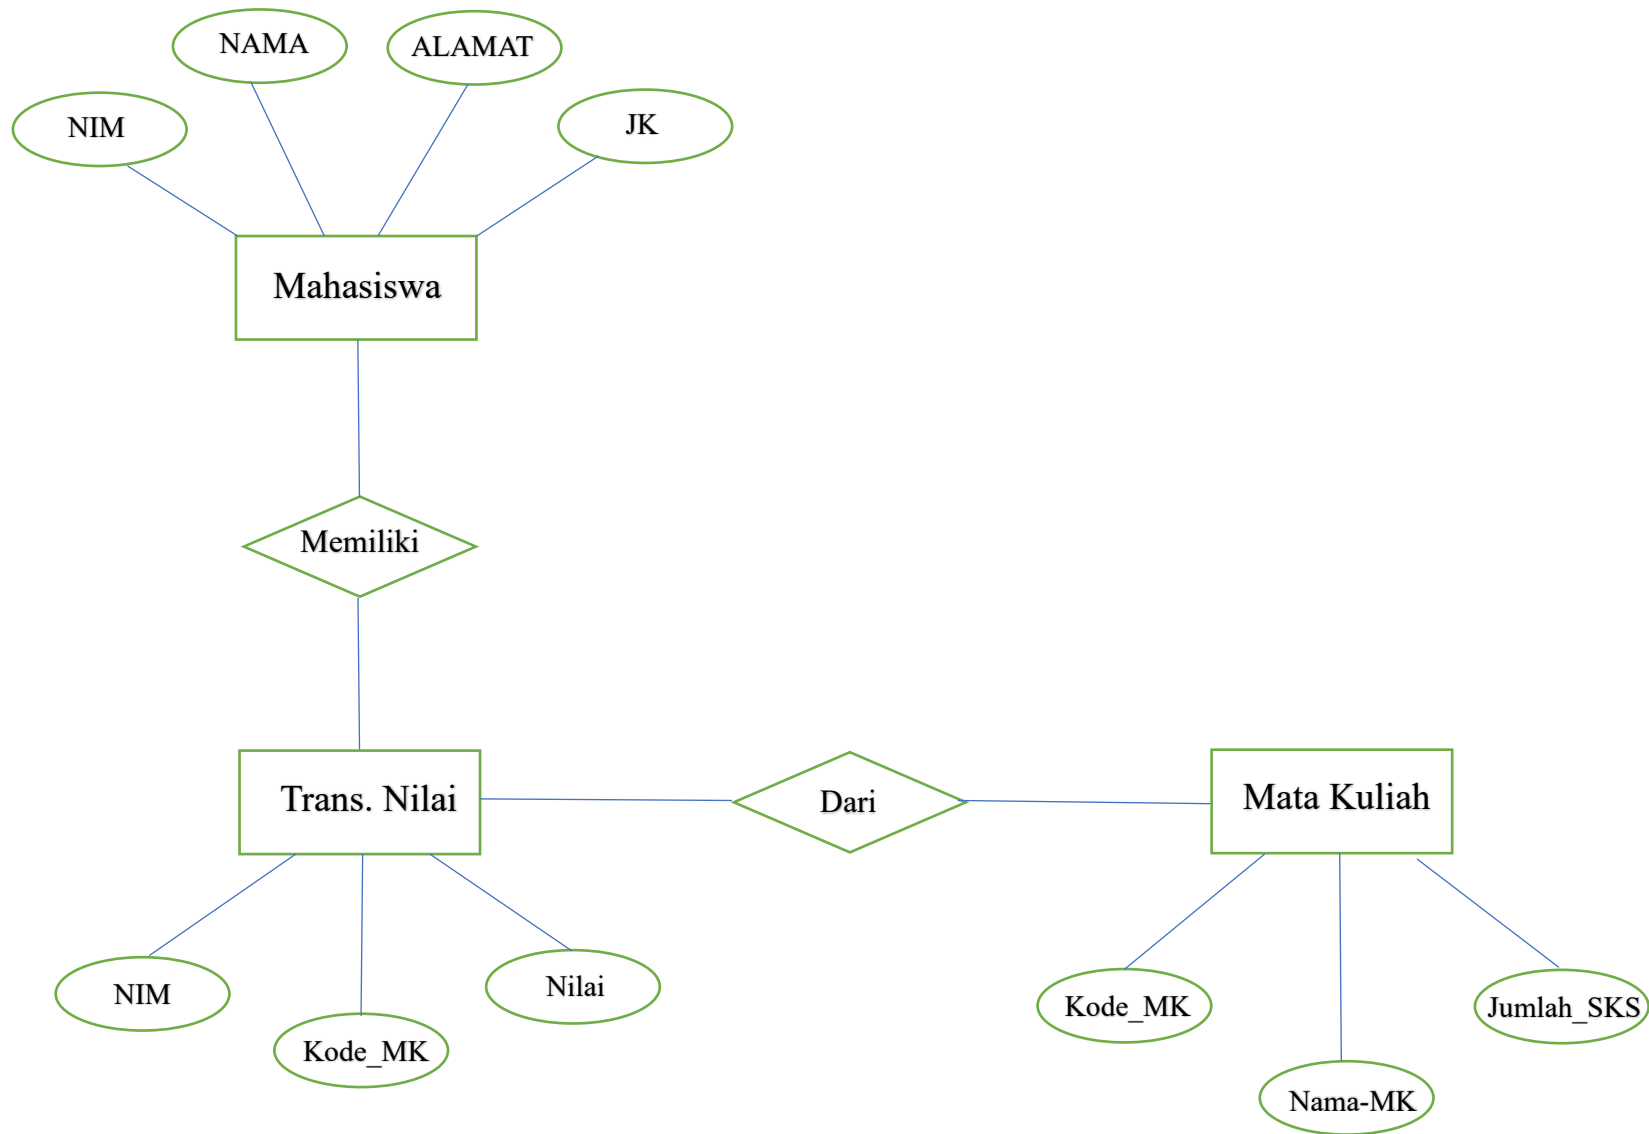 NAMA
ALAMAT
NIM
JK
Mahasiswa
Memiliki
Trans. Nilai
Dari
Mata Kuliah
NIM
Kode_MK
Nilai
Kode_MK
Nama-MK
Jumlah_SKS